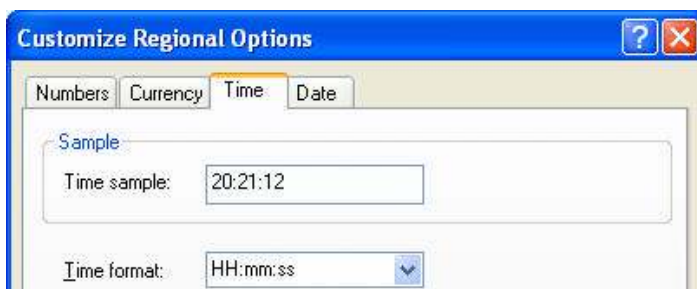 Customize Regional Options
Numbers Currency Time Date
Sample
Time sample: 20:21:12
Time format: HH:mm:ss